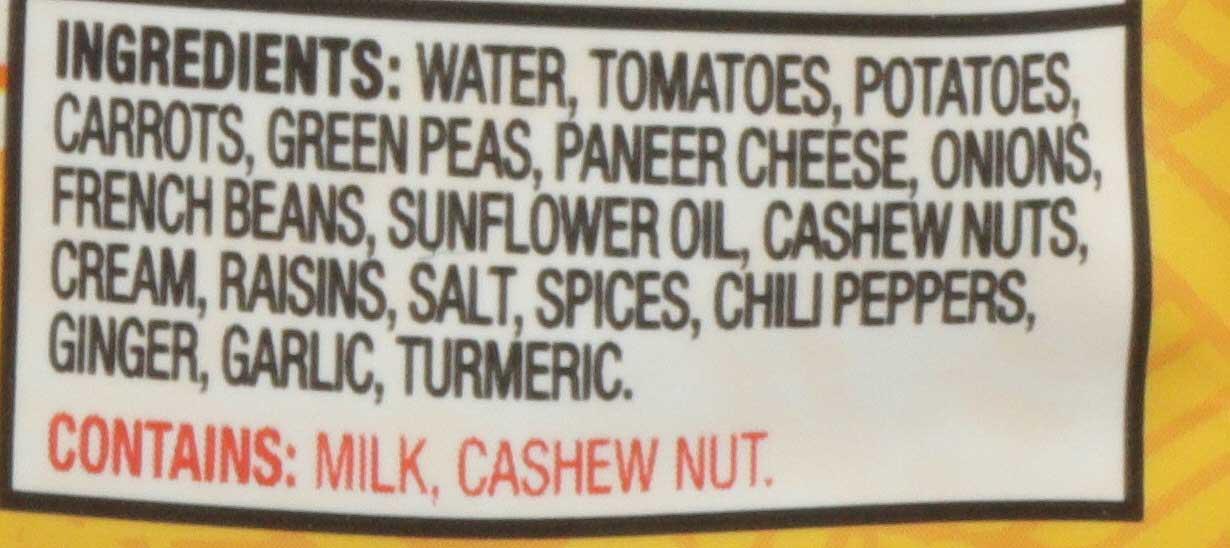 INGREDIENTS: WATER, TOMATOES, POTATOES,
CARROTS, GREEN PEAS, PANEER CHEESE, ONIONS,
FRENCH BEANS, SUNFLOWER OIL, CASHEW NUTS,
CREAM, RAISINS, SALT, SPICES, CHILI PEPPERS,
GINGER, GARLIC, TURMERIC.
CONTAINS: MILK, CASHEW NUT.